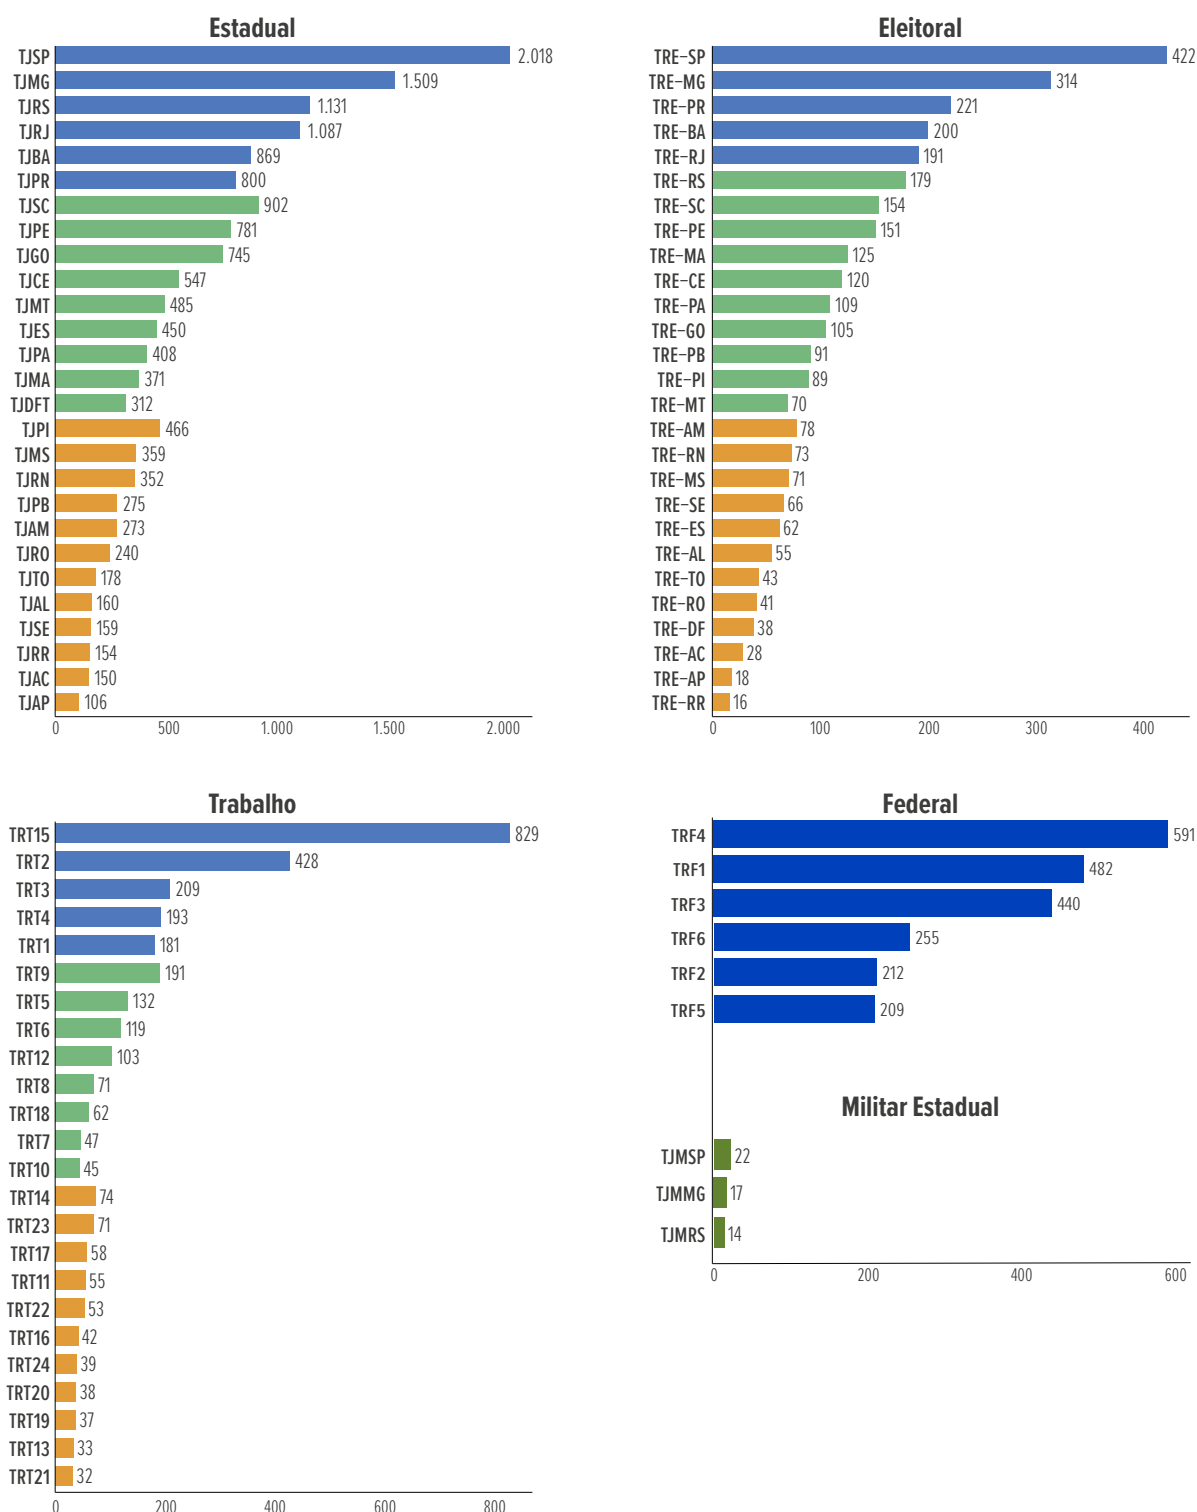 Estadual
TJSP 2.018
TJMG 1.509
TJRS 1.131
TJRJ 1.087
TJBA 869
TJPR 800
TJSC 902
TJPE 781
TJGO 745
TJCE 547
TJMT 485
TJES 450
TJPA 408
TJMA 371
TJDFT 312
TJPI 466
TJMS 359
TJRN 352
TJPB 275
TJAM 273
TJRO 240
TJTO 178
TJAL 160
TJSE 159
TJRR 154
TJAC 150
TJAP 106
0 500 1.000 1.500 2.000
Eleitoral
TRE-SP 422
TRE-MG 314
TRE-PR 221
TRE-BA 200
TRE-RJ 191
TRE-RS 179
TRE-SC 154
TRE-PE 151
TRE-MA 125
TRE-CE 120
TRE-PA 109
TRE-GO 105
TRE-PB 91
TRE-PI 89
TRE-MT 70
TRE-AM 78
TRE-RN 73
TRE-MS 71
TRE-SE 66
TRE-ES 62
TRE-AL 55
TRE-TO 43
TRE-RO 41
TRE-DF 38
TRE-AC 28
TRE-AP 18
TRE-RR 16
0 100 200 300 400
Trabalho
TRT15 829
TRT2 428
TRT3 209
TRT4 193
TRT1 181
TRT9 191
TRT5 132
TRT6 119
TRT12 103
TRT8 71
TRT18 62
TRT7 47
TRT10 45
TRT14 74
TRT23 71
TRT17 58
TRT11 55
TRT22 53
TRT16 42
TRT24 39
TRT20 38
TRT19 37
TRT13 33
TRT21 32
0 200 400 600 800
Federal
TRF4 591
TRF1 482
TRF3 440
TRF6 255
TRF2 212
TRF5 209
Militar Estadual
TJMSP 22
TJMMG 17
TJMRS 14
0 200 400 600